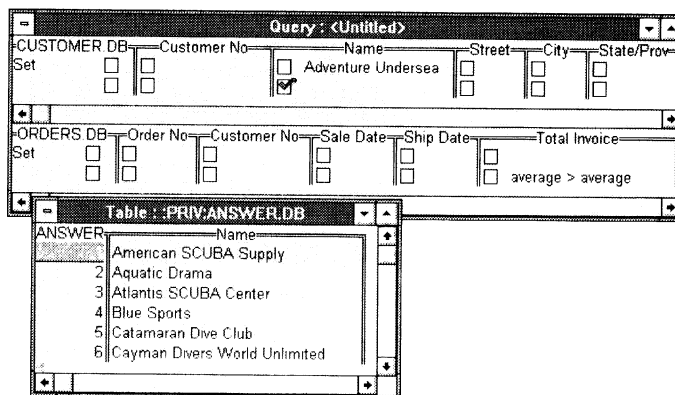 Query : <Untitled>
CUSTOMER.DB Customer No Name Street City State/Prov
Set Adventure Undersea
ORDERS.DB Order No Customer No Sale Date Ship Date Total Invoice
Set
average > average
Table : :PRIV:ANSWER.DB
ANSWER Name
American SCUBA Supply
2 Aquatic Drama
3 Atlantis SCUBA Center
4 Blue Sports
5 Catamaran Dive Club
6 Cayman Divers World Unlimited